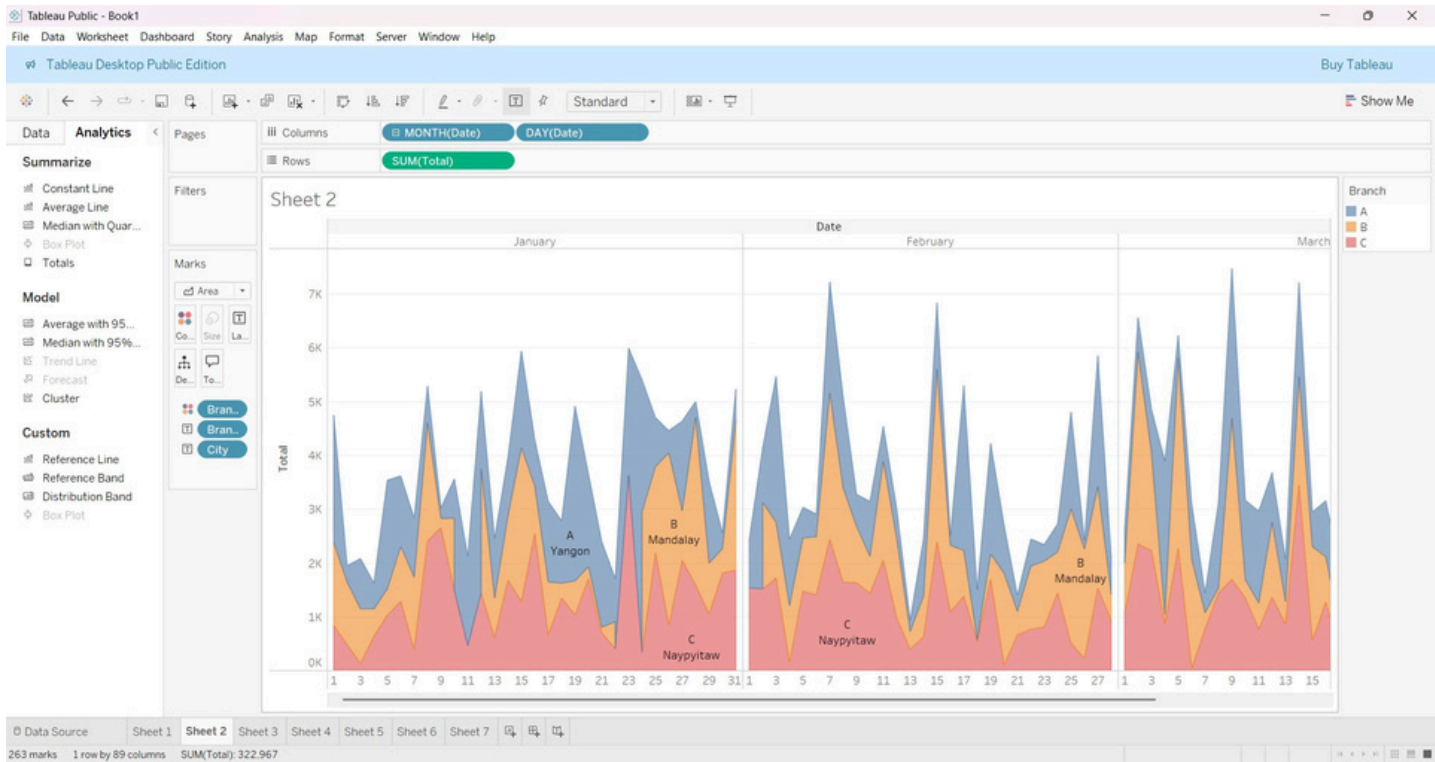 Tableau Public - Book1
File Data Worksheet Dashboard Story Analysis Map Format Server Window Help
Tableau Desktop Public Edition
Buy Tableau
Standard
Show Me
Data Analytics
Summarize
Constant Line
Average Line
Median with Quar...
Box Plot
Totals
Model
Average with 95...
Median with 95%...
Trend Line
Forecast
Cluster
Custom
Reference Line
Reference Band
Distribution Band
Box Plot
Pages
Filters
Marks
Area
Co... Size La...
De... To...
Bran..
Bran..
City
Columns MONTH(Date) DAY(Date)
Rows SUM(Total)
Sheet 2
Date
January February March
Total
7K
6K
5K
4K
3K
2K
1K
0K
A
Yangon
B
Mandalay
C
Naypyitaw
C
Naypyitaw
B
Mandalay
1 3 5 7 9 11 13 15 17 19 21 23 25 27 29 31 1 3 5 7 9 11 13 15 17 19 21 23 25 27 1 3 5 7 9 11 13 15
Branch
A
B
C
Data Source Sheet 1 Sheet 2 Sheet 3 Sheet 4 Sheet 5 Sheet 6 Sheet 7
263 marks 1 row by 89 columns SUM(Total): 322,967